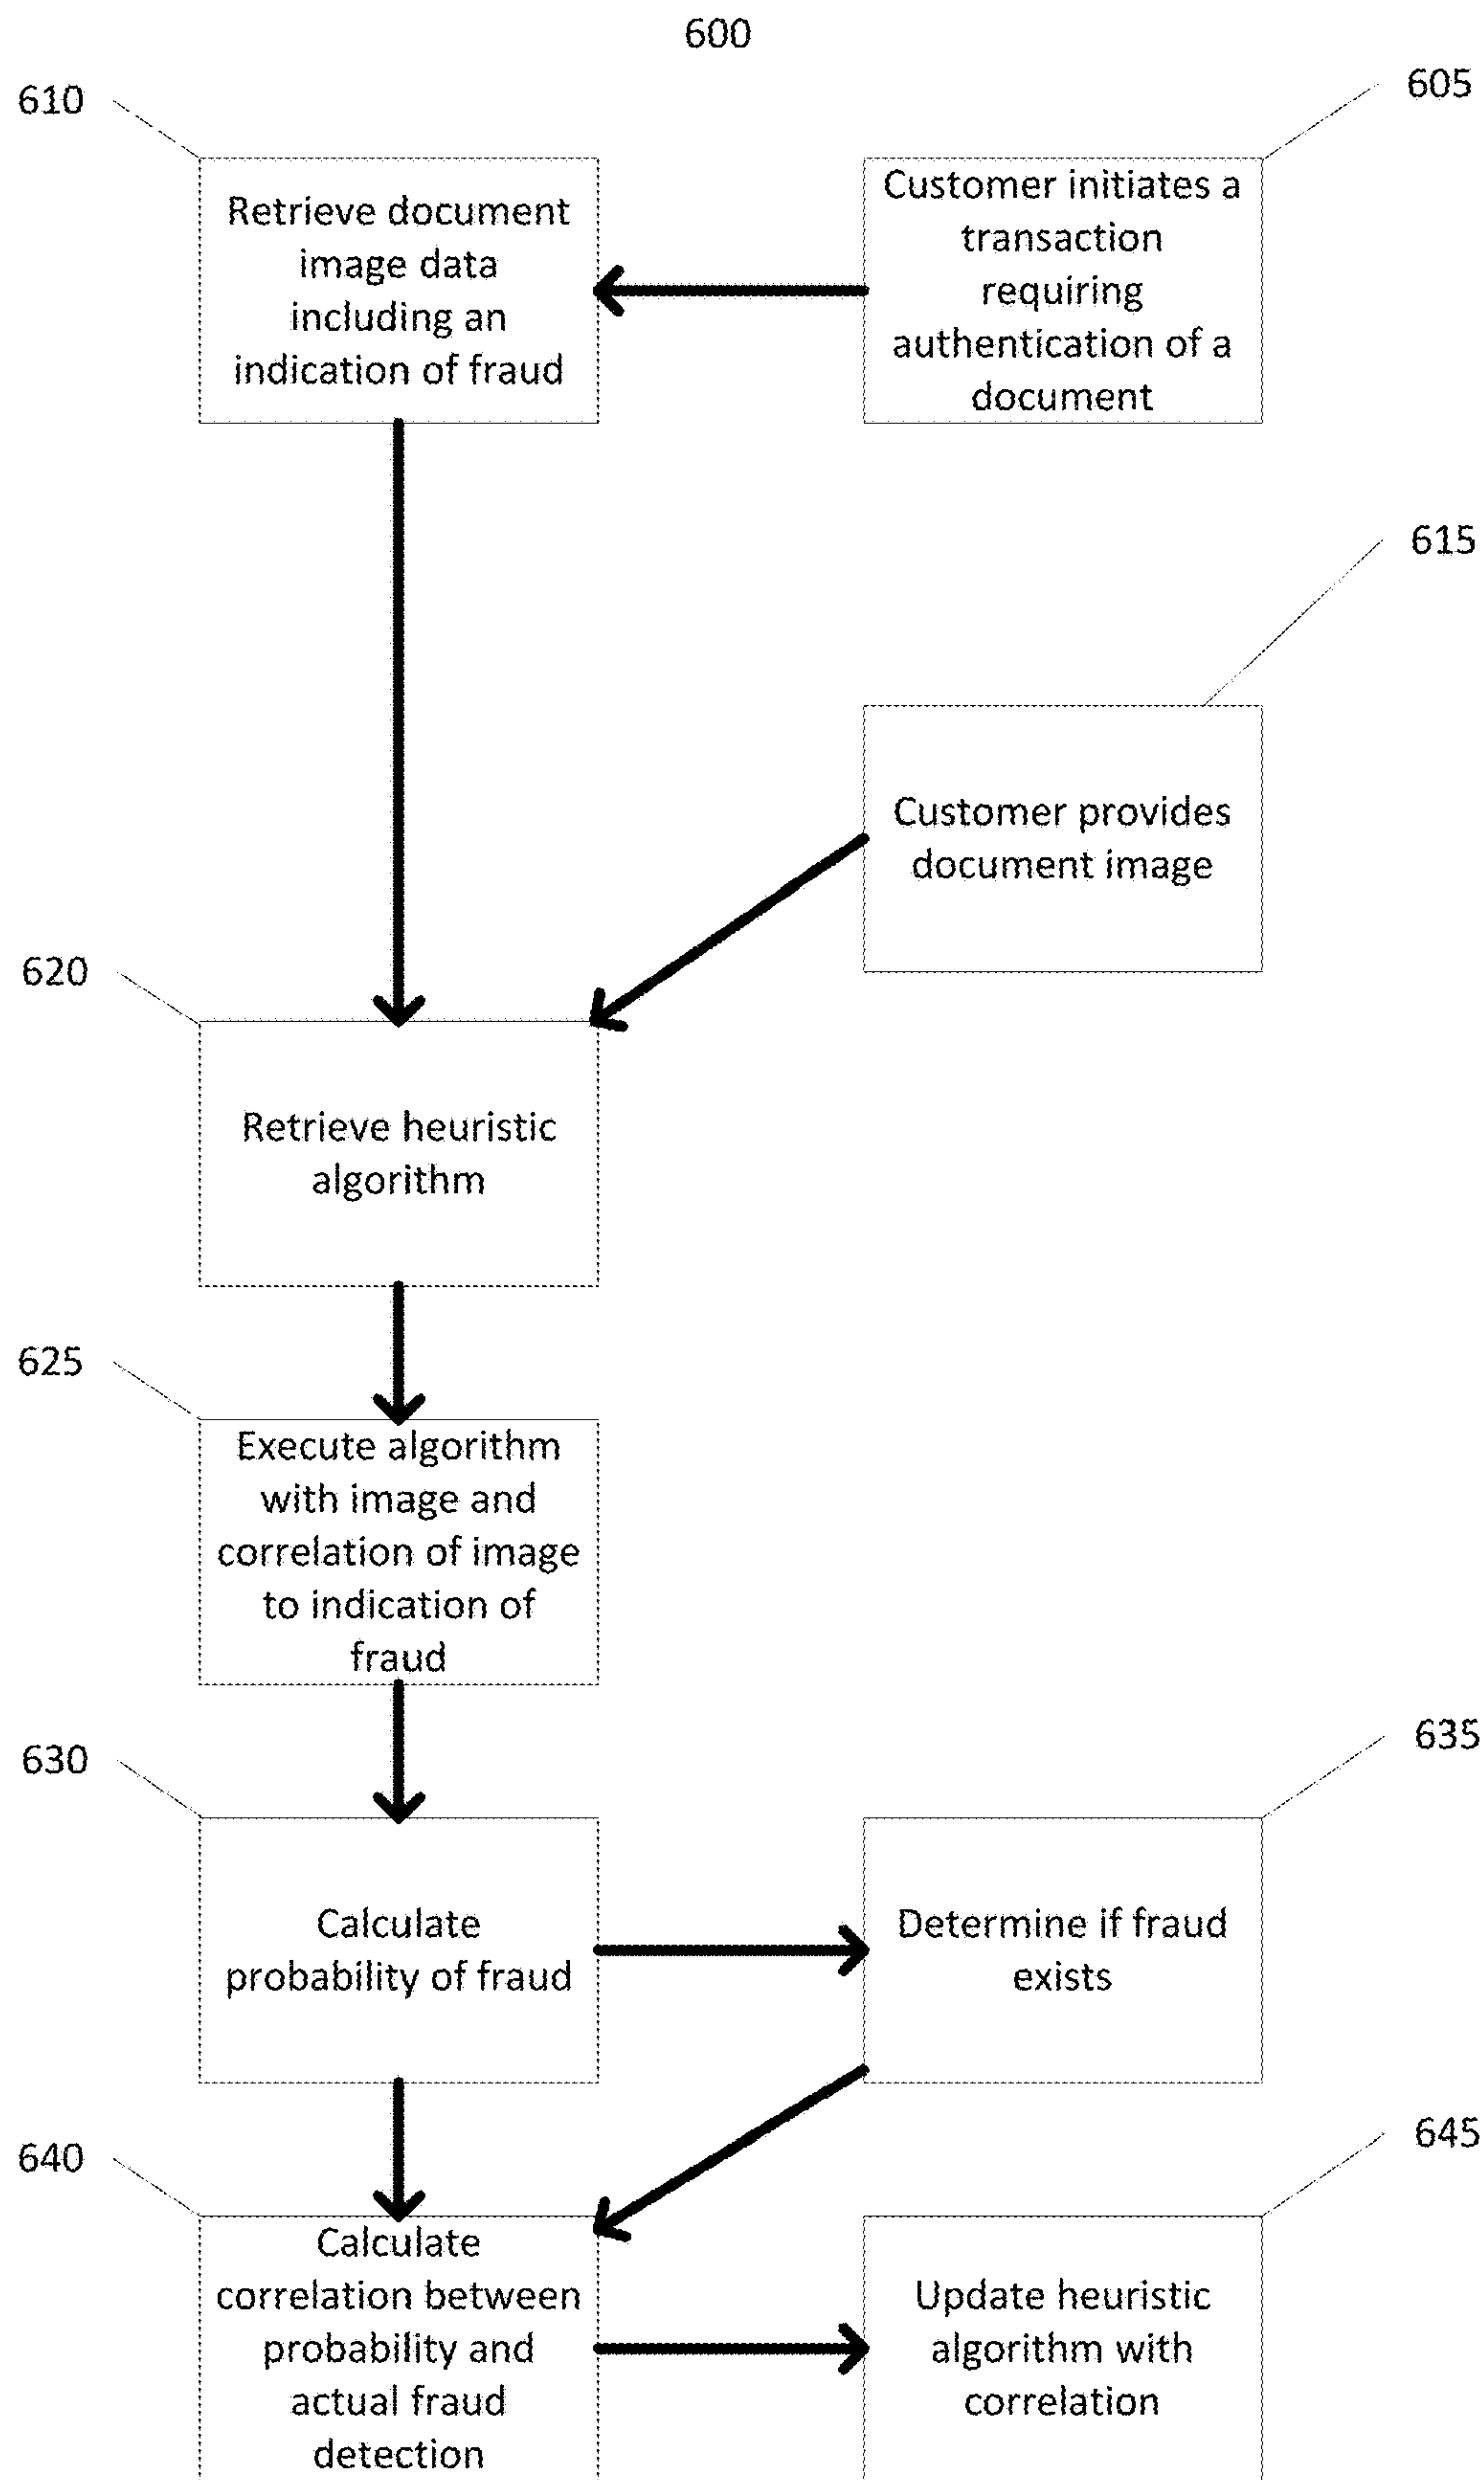 600
610
605
Retrieve document
image data
including an
indication of fraud
Customer initiates a
transaction
requiring
authentication of a
document
615
Customer provides
document image
620
Retrieve heuristic
algorithm
625
Execute algorithm
with image and
correlation of image
to indication of
fraud
630
635
Calculate
probability of fraud
Determine if fraud
exists
640
645
Calculate
correlation between
probability and
actual fraud
detection
Update heuristic
algorithm with
correlation